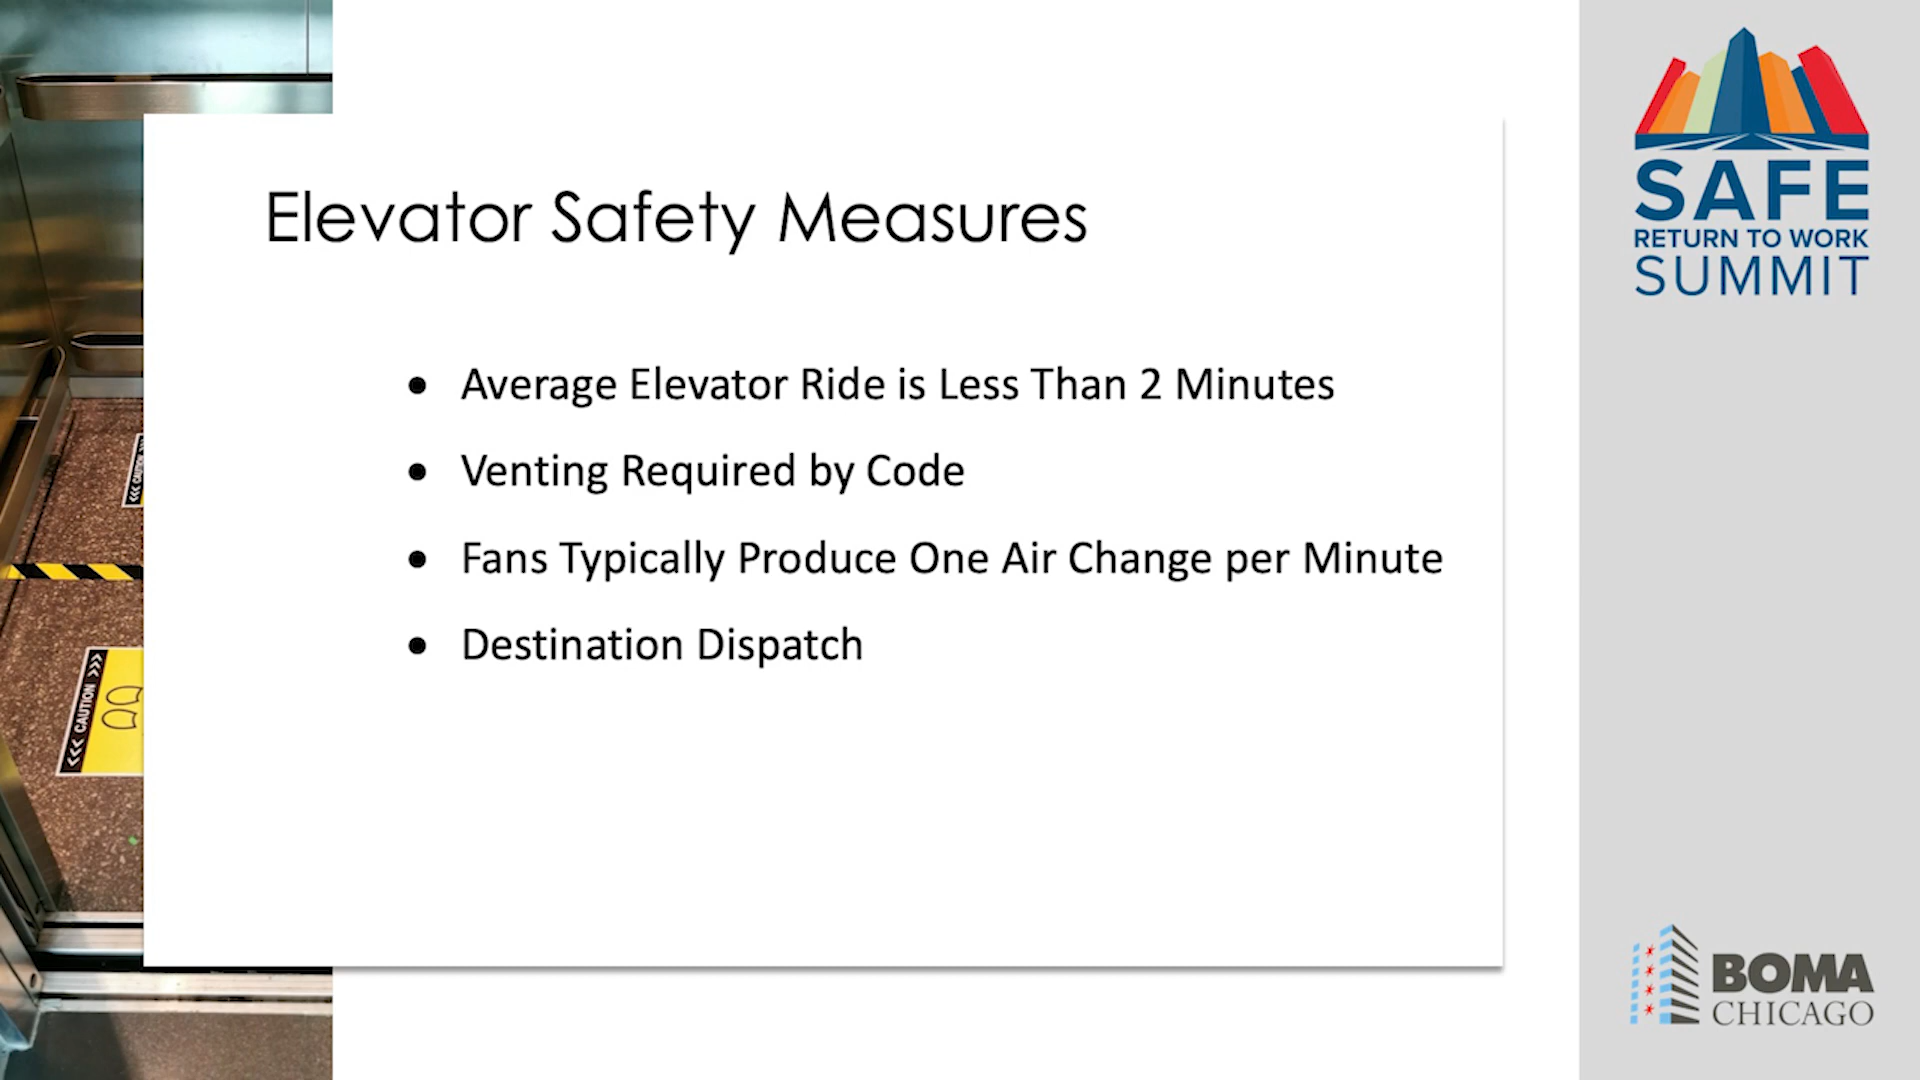 Elevator Safety Measures
• Average Elevator Ride is Less Than 2 Minutes
• Venting Required by Code
• Fans Typically Produce One Air Change per Minute
• Destination Dispatch
SAFE
RETURN TO WORK
SUMMIT
BOMA
CHICAGO
<<< CAUTION >>>
<<< CAUTION >>>